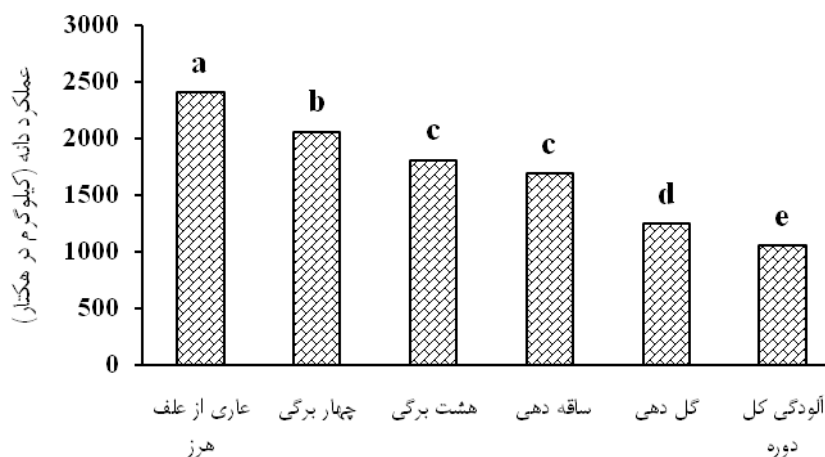 عملکرد دانه (کیلوگرم در هکتار)
3000
2500
2000
1500
1000
500
0
a
b
c
c
d
e
عاری از علف
هرز
چهار برگی
هشت برگی
ساقه دهی
گل دهی
آلودگی کل
دوره